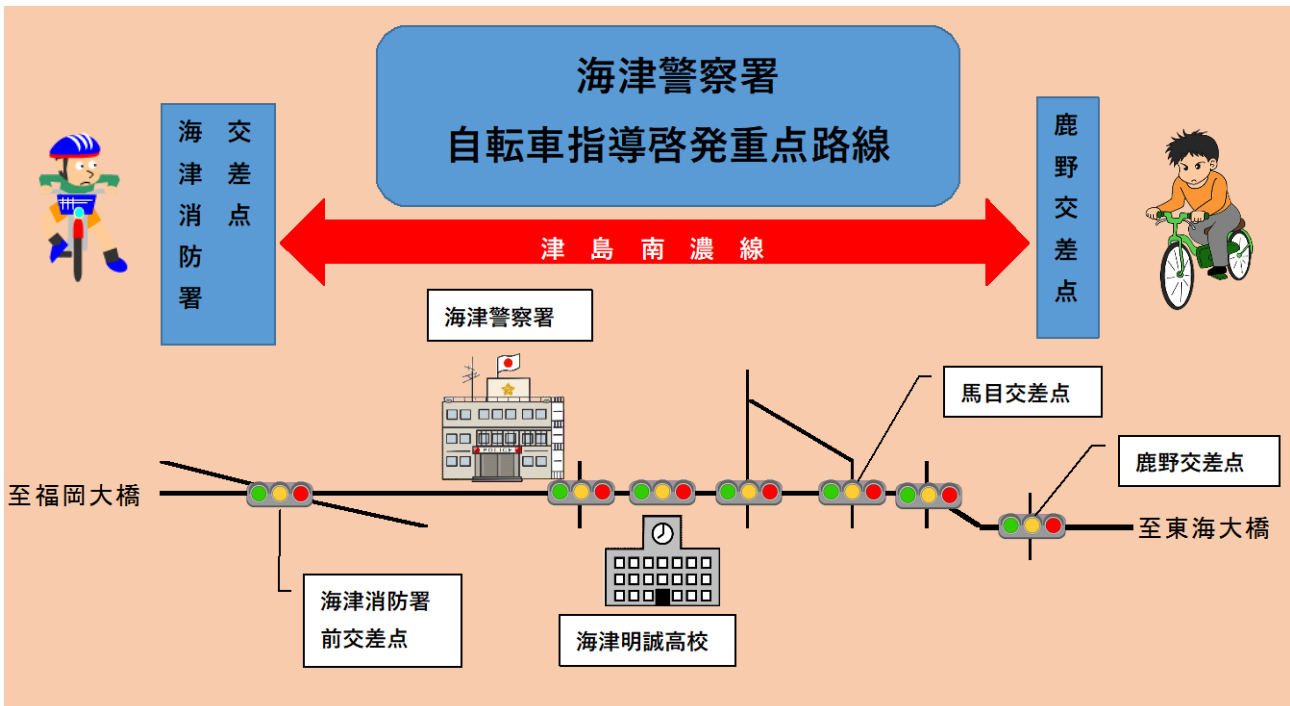 海津警察署
自転車指導啓発重点路線
交差点
海津消防署
鹿野交差点
津島南濃線
海津警察署
POLICE
馬目交差点
鹿野交差点
至福岡大橋
至東海大橋
海津消防署
前交差点
海津明誠高校